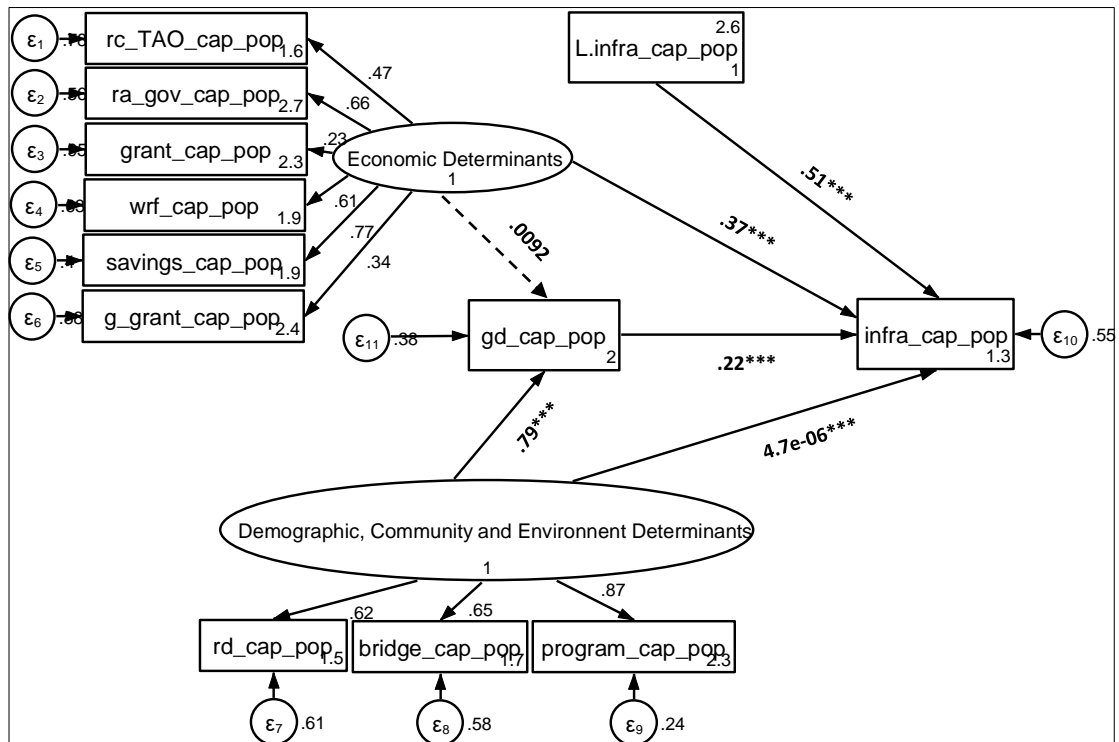 ε1
rc_TAO_cap_pop
1.6
ε2
ra_gov_cap_pop
2.7
ε3
grant_cap_pop
2.3
ε4
wrf_cap_pop
1.9
ε5
savings_cap_pop
1.9
ε6
g_grant_cap_pop
2.4
.47
.66
.23
.61
.77
.34
Economic Determinants
1
2.6
L.infra_cap_pop
1
.51***
.37***
.0092
ε11
.38
gd_cap_pop
2
.22***
infra_cap_pop
1.3
ε10
.55
.79***
4.7e-06***
Demographic, Community and Environnent Determinants
1
.62
.65
.87
rd_cap_pop
1.5
bridge_cap_pop
1.7
program_cap_pop
2.3
ε7
.61
ε8
.58
ε9
.24